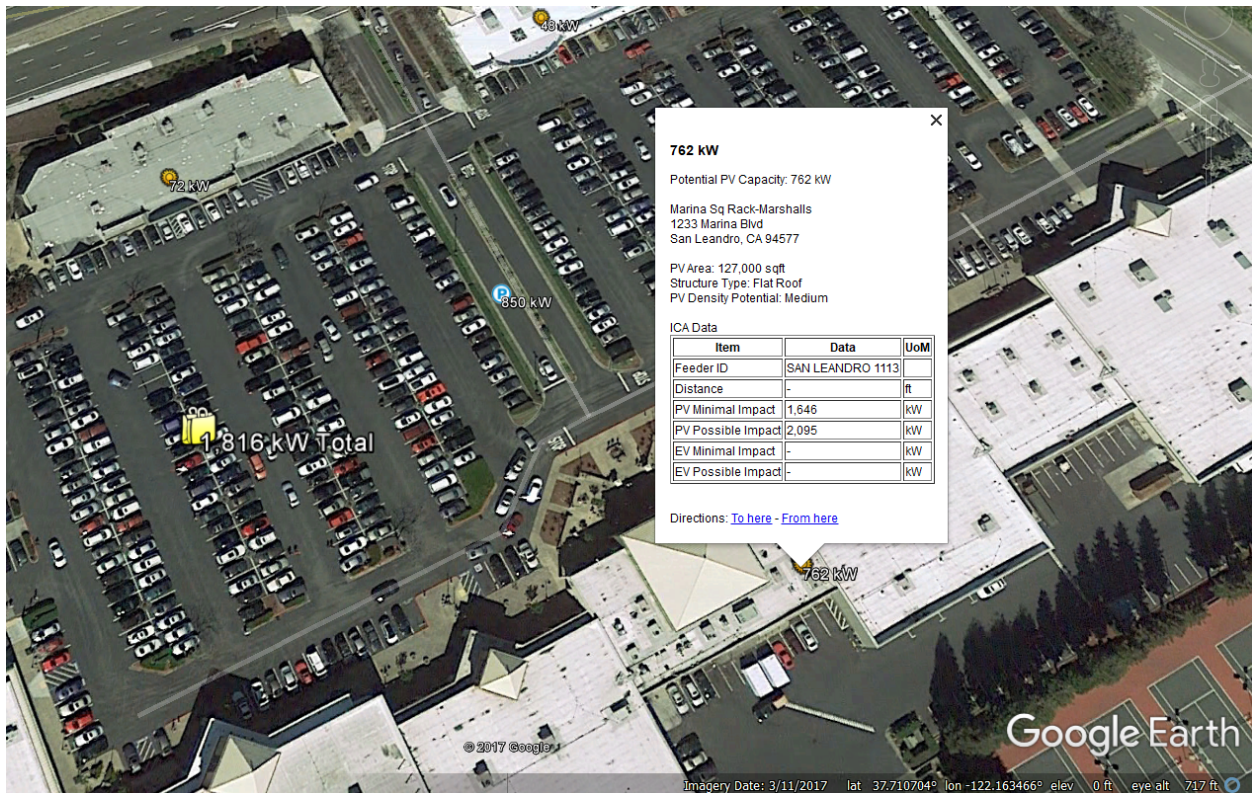 48 kW
72 kW
850 kW
1 816 kW Total
762 kW
Potential PV Capacity: 762 kW
Marina Sq Rack-Marshalls
1233 Marina Blvd
San Leandro, CA 94577
PV Area: 127,000 sqft
Structure Type: Flat Roof
PV Density Potential: Medium
ICA Data
Item Data UoM
Feeder ID SAN LEANDRO 1113
Distance - ft
PV Minimal Impact 1,646 kW
PV Possible Impact 2,095 kW
EV Minimal Impact - kW
EV Possible Impact - kW
Directions: To here - From here
762 kW
© 2017 Google
Google Earth
Imagery Date: 3/11/2017 lat 37.710704° lon -122.163466° elev 0 ft eye alt 717 ft